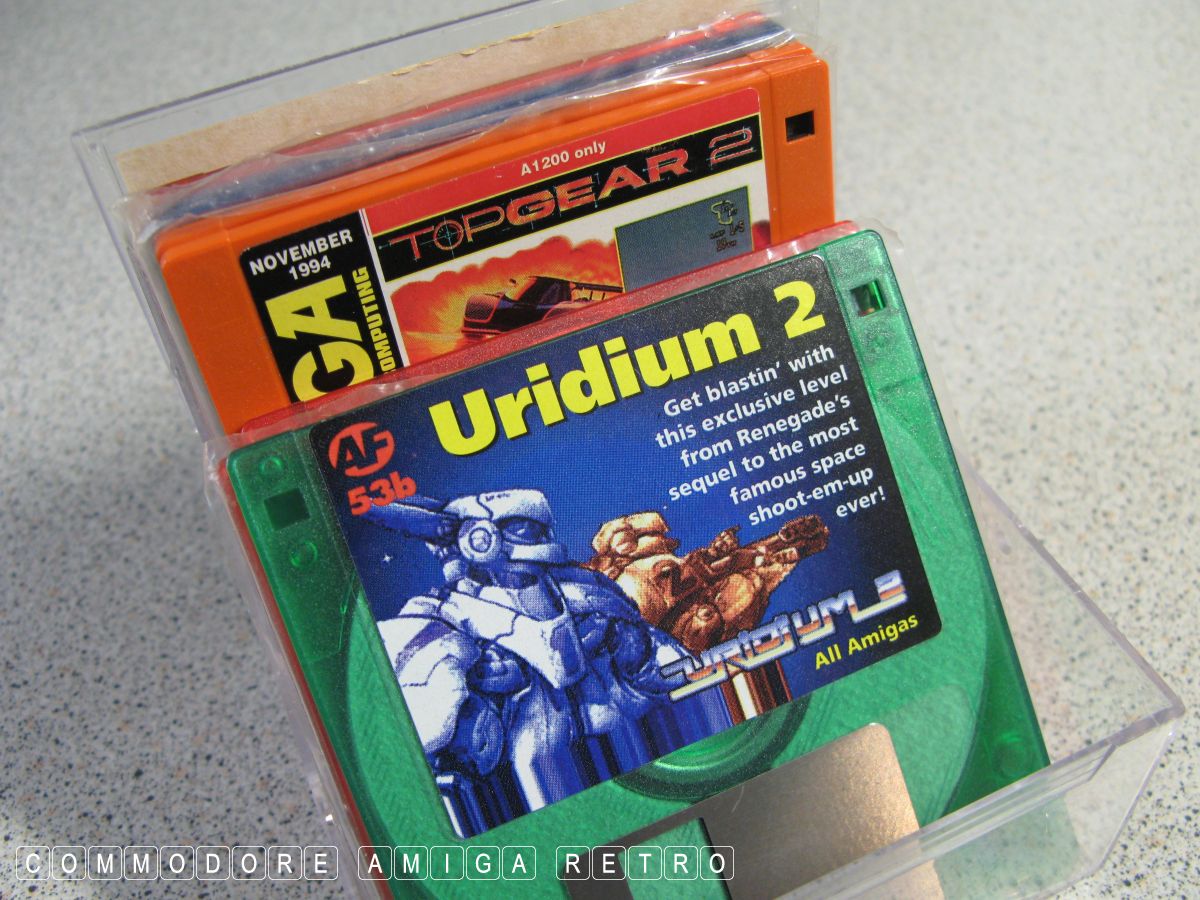 A1200 only
TOPGEAR 2
NOVEMBER
1994
GA
OMPUTING
Uridium 2
AF
53b
Get blastin' with
this exclusive level
from Renegade's
sequel to the most
famous space
shoot-em-up
ever!
URIDIUM 2
All Amigas
COMMODORE AMIGA RETRO